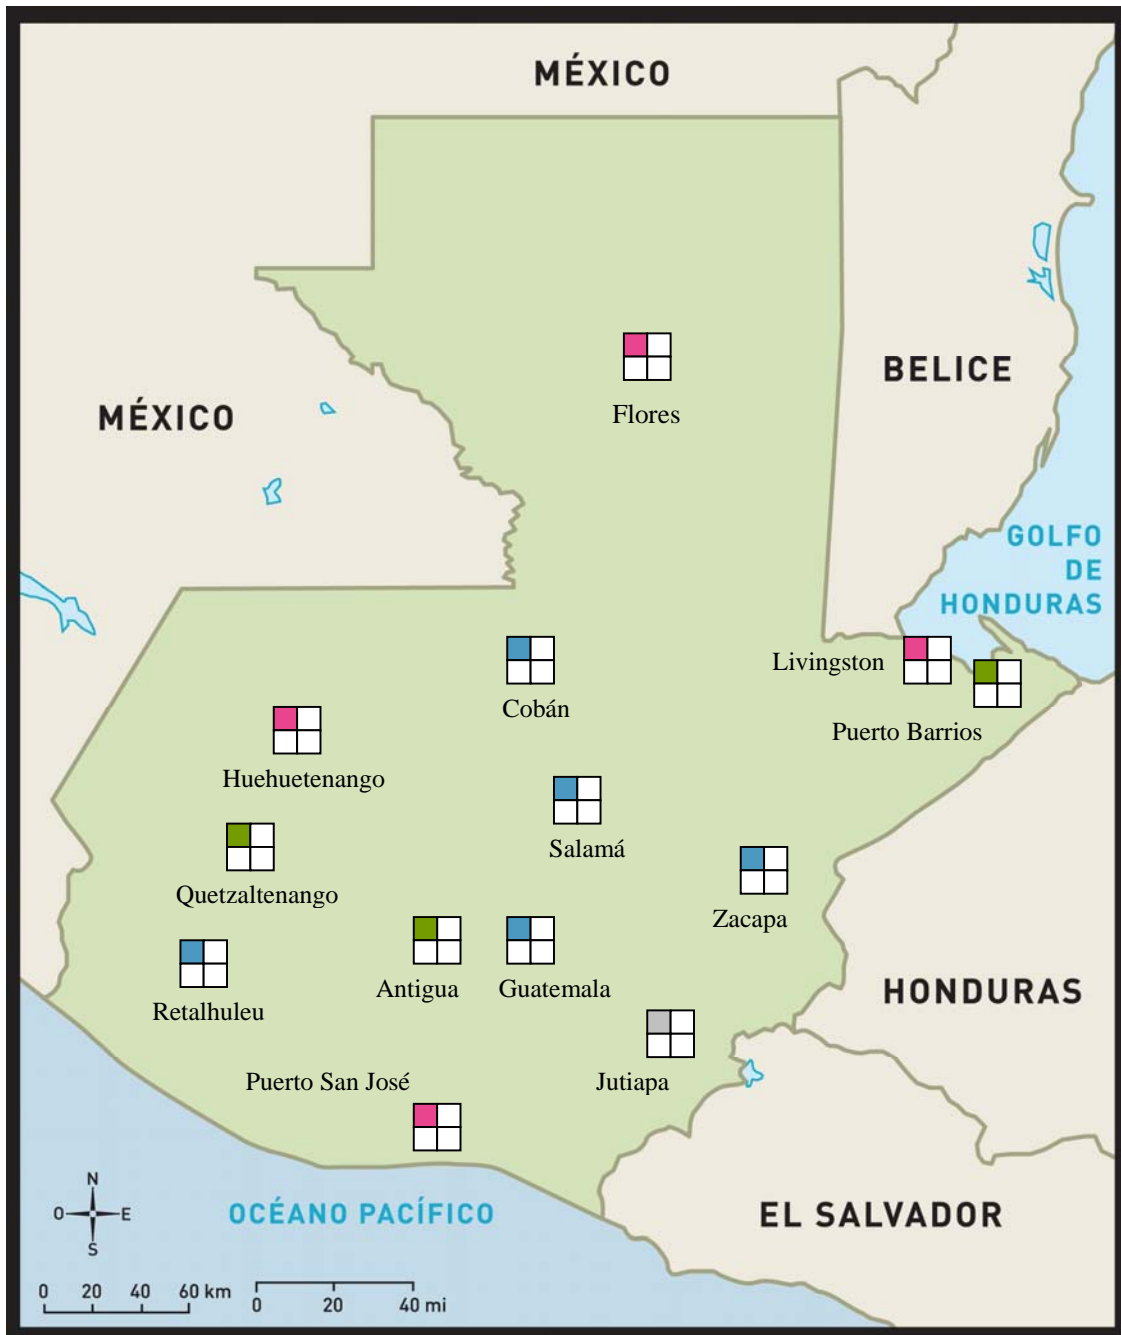 MÉXICO
Flores
BELICE
MÉXICO
GOLFO
DE
HONDURAS
Livingston
Cobán
Puerto Barrios
Huehuetenango
Salamá
Quetzaltenango
Zacapa
Antigua
Guatemala
HONDURAS
Retalhuleu
Puerto San José
Jutiapa
N
O E
S
OCÉANO PACÍFICO
EL SALVADOR
0 20 40 60 km
0 20 40 mi